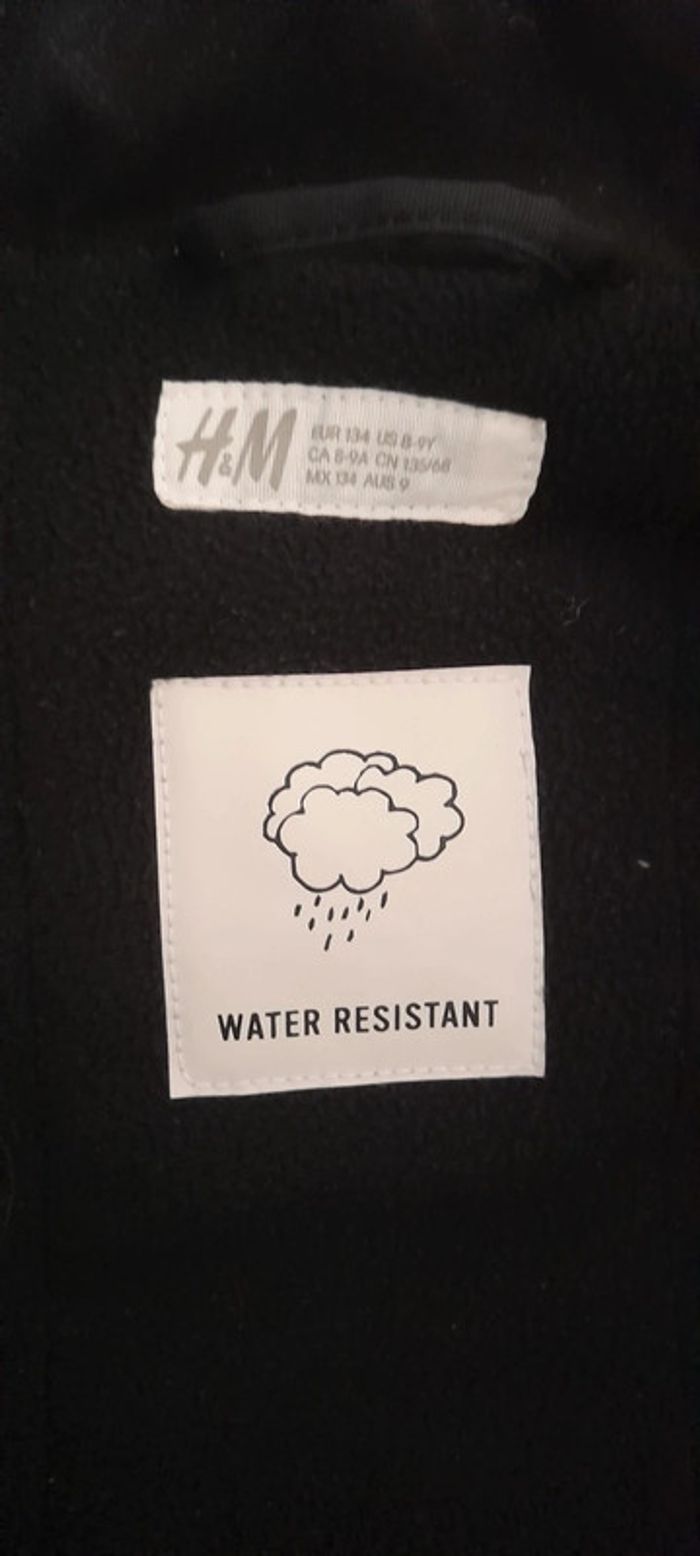 H&M
EUR 134 US 8-9Y
CA 8-9A CN 135/68
MX 134 AUS 9
WATER RESISTANT